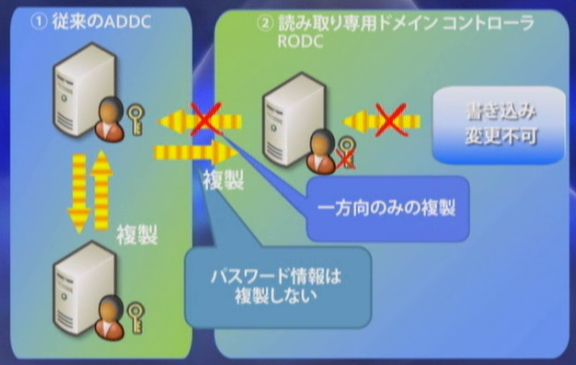 ① 従来のADDC
② 読み取り専用ドメイン コントローラ
RODC
書き込み
変更不可
複製
一方向のみの複製
複製
パスワード情報は
複製しない